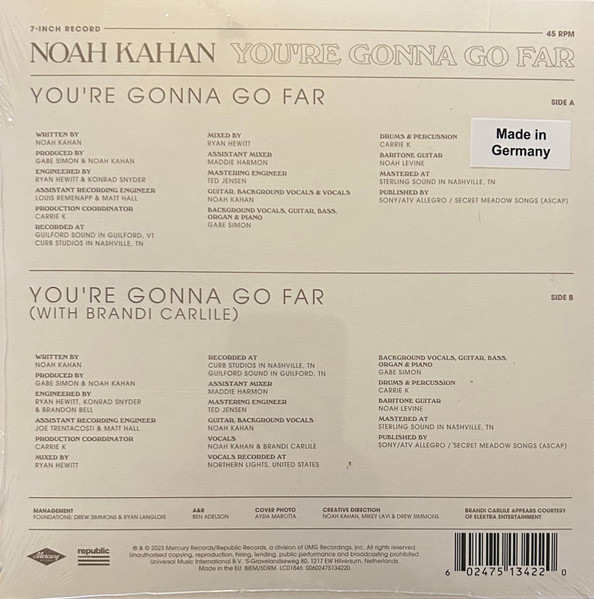 7-INCH RECORD
45 RPM
NOAH KAHAN YOU'RE GONNA GO FAR
YOU'RE GONNA GO FAR
SIDE A
WRITTEN BY
NOAH KAHAN
PRODUCED BY
GABE SIMON & NOAH KAHAN
ENGINEERED BY
RYAN HEWITT & KONRAD SNYDER
ASSISTANT RECORDING ENGINEER
LOUIS REMENAPP & MATT HALL
PRODUCTION COORDINATOR
CARRIE K
RECORDED AT
GUILFORD SOUND IN GUILFORD, VT
CURB STUDIOS IN NASHVILLE, TN
MIXED BY
RYAN HEWITT
ASSISTANT MIXER
MADDIE HARMON
MASTERING ENGINEER
TED JENSEN
GUITAR, BACKGROUND VOCALS & VOCALS
NOAH KAHAN
BACKGROUND VOCALS, GUITAR, BASS,
ORGAN & PIANO
GABE SIMON
DRUMS & PERCUSSION
CARRIE K
BARITONE GUITAR
NOAH LEVINE
MASTERED AT
STERLING SOUND IN NASHVILLE, TN
PUBLISHED BY
SONY/ATV ALLEGRO / SECRET MEADOW SONGS (ASCAP)
Made in
Germany
YOU'RE GONNA GO FAR
(WITH BRANDI CARLILE)
SIDE B
WRITTEN BY
NOAH KAHAN
PRODUCED BY
GABE SIMON & NOAH KAHAN
ENGINEERED BY
RYAN HEWITT, KONRAD SNYDER
& BRANDON BELL
ASSISTANT RECORDING ENGINEER
JOE TRENTACOSTI & MATT HALL
PRODUCTION COORDINATOR
CARRIE K
MIXED BY
RYAN HEWITT
RECORDED AT
CURB STUDIOS IN NASHVILLE, TN
GUILFORD SOUND IN GUILFORD, TN
ASSISTANT MIXER
MADDIE HARMON
MASTERING ENGINEER
TED JENSEN
GUITAR, BACKGROUND VOCALS
NOAH KAHAN
VOCALS
NOAH KAHAN & BRANDI CARLILE
VOCALS RECORDED AT
NORTHERN LIGHTS, UNITED STATES
BACKGROUND VOCALS, GUITAR, BASS,
ORGAN & PIANO
GABE SIMON
DRUMS & PERCUSSION
CARRIE K
BARITONE GUITAR
NOAH LEVINE
MASTERED AT
STERLING SOUND IN NASHVILLE, TN
PUBLISHED BY
SONY/ATV ALLEGRO / SECRET MEADOW SONGS (ASCAP)
MANAGEMENT
FOUNDATIONS: DREW SIMMONS & RYAN LANGLOIS
A&R
BEN ADELSON
COVER PHOTO
AYSIA MAROTTA
CREATIVE DIRECTION
NOAH KAHAN, MIKEY LAVI & DREW SIMMONS
BRANDI CARLILE APPEARS COURTESY
OF ELEKTRA ENTERTAINMENT
Mercury
republic
℗ & © 2023 Mercury Records/Republic Records, a division of UMG Recordings, Inc. All Rights Reserved.
Unauthorised copying, reproduction, hiring, lending, public performance and broadcasting prohibited.
Universal Music International B.V. 'S-Gravelandseweg 80, 1217 EW Hilversum, Netherlands.
Made in the EU. BIEM/SDRM. LC01846. 00602475134220.
6 02475 13422 0